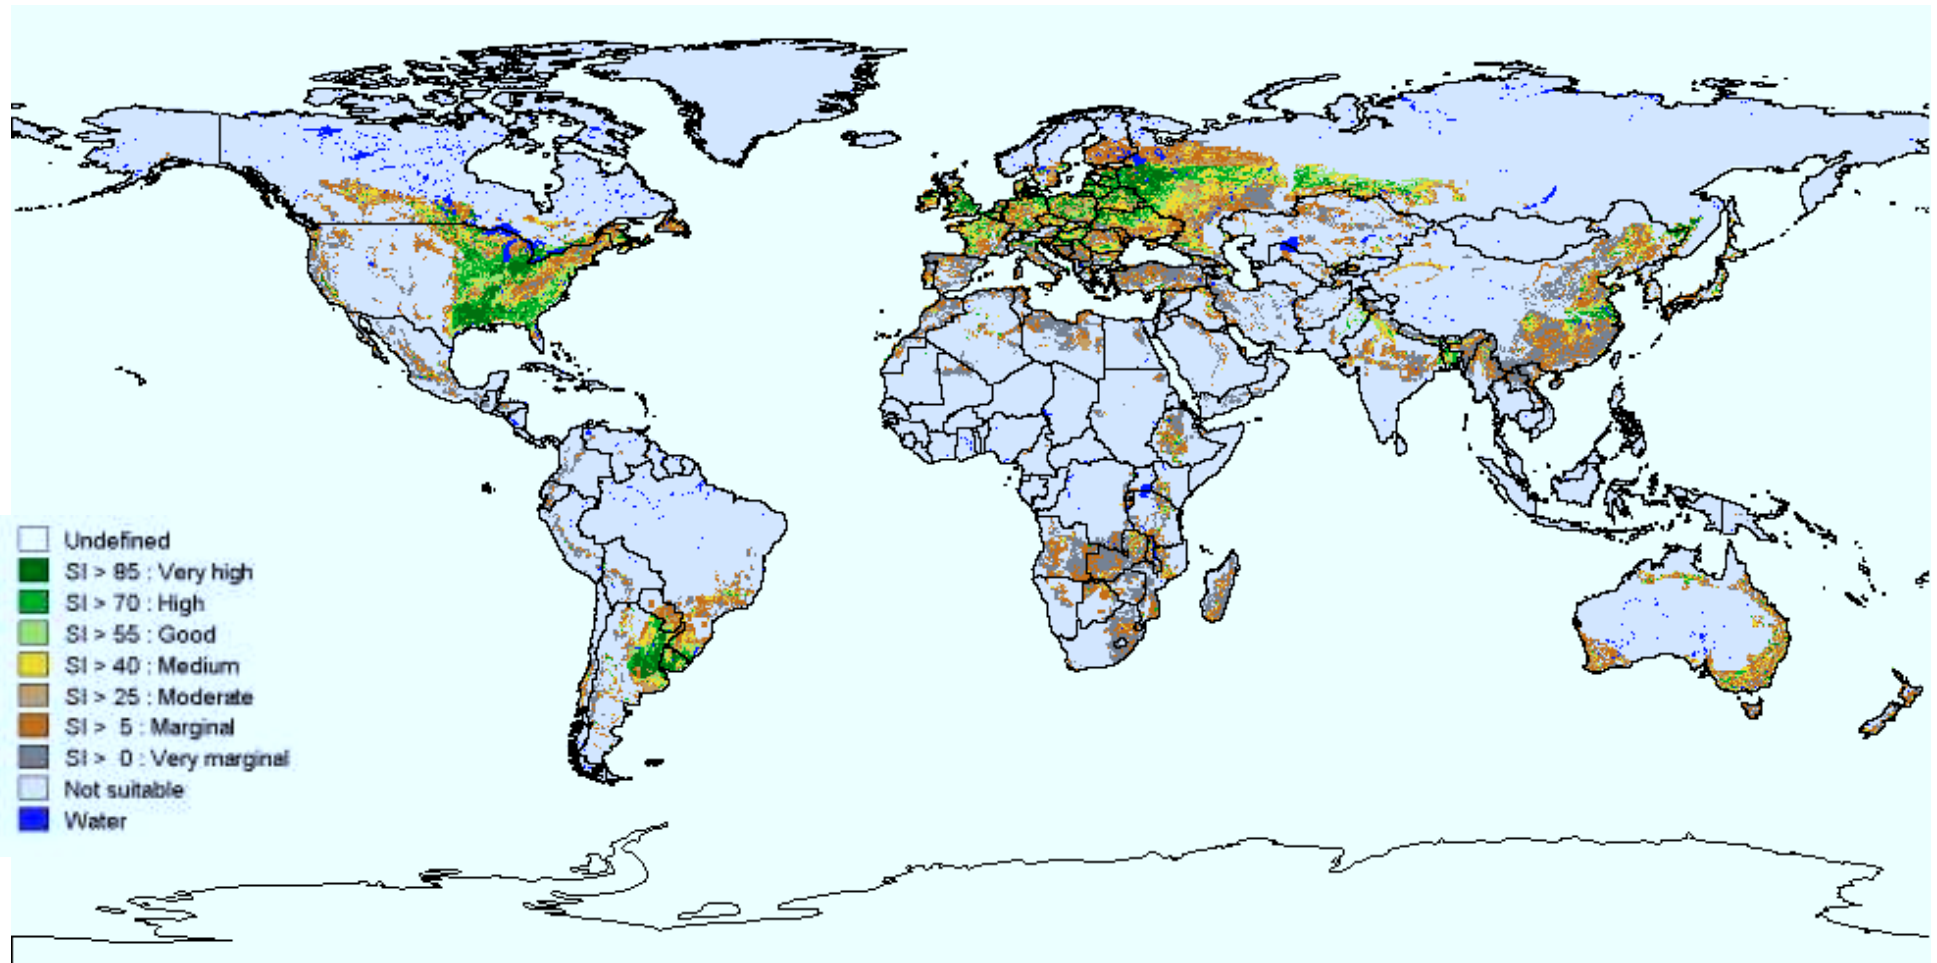 Undefined
SI > 85 : Very high
SI > 70 : High
SI > 55 : Good
SI > 40 : Medium
SI > 25 : Moderate
SI > 5 : Marginal
SI > 0 : Very marginal
Not suitable
Water